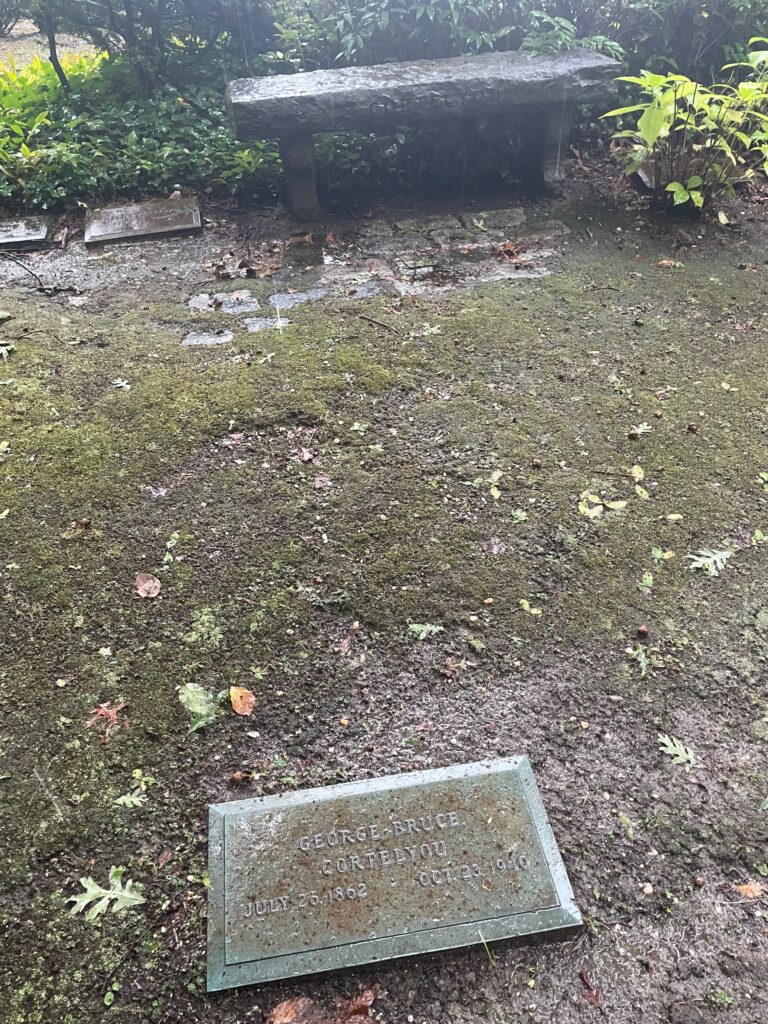 GEORGE-BRUCE
CORTELYOU
JULY 26, 1862 : OCT. 23, 1940